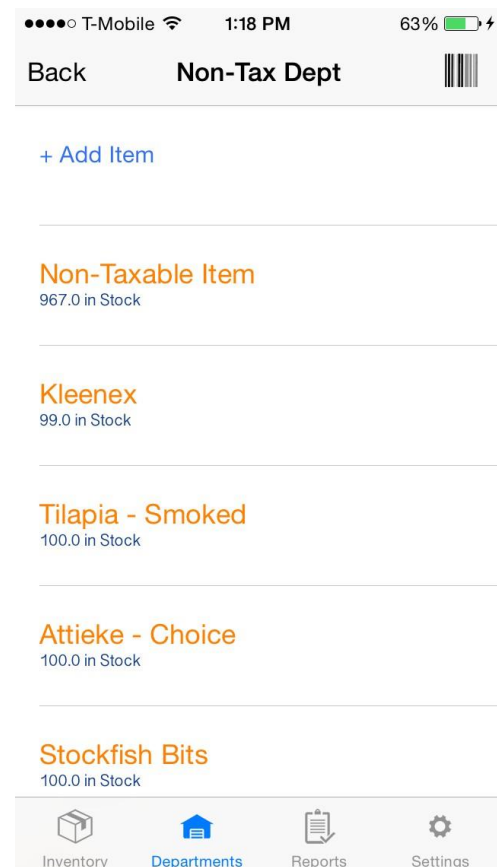 T-Mobile 1:18 PM 63%
Back Non-Tax Dept
+ Add Item
Non-Taxable Item
967.0 in Stock
Kleenex
99.0 in Stock
Tilapia - Smoked
100.0 in Stock
Attieke - Choice
100.0 in Stock
Stockfish Bits
100.0 in Stock
Inventory Departments Reports Settings